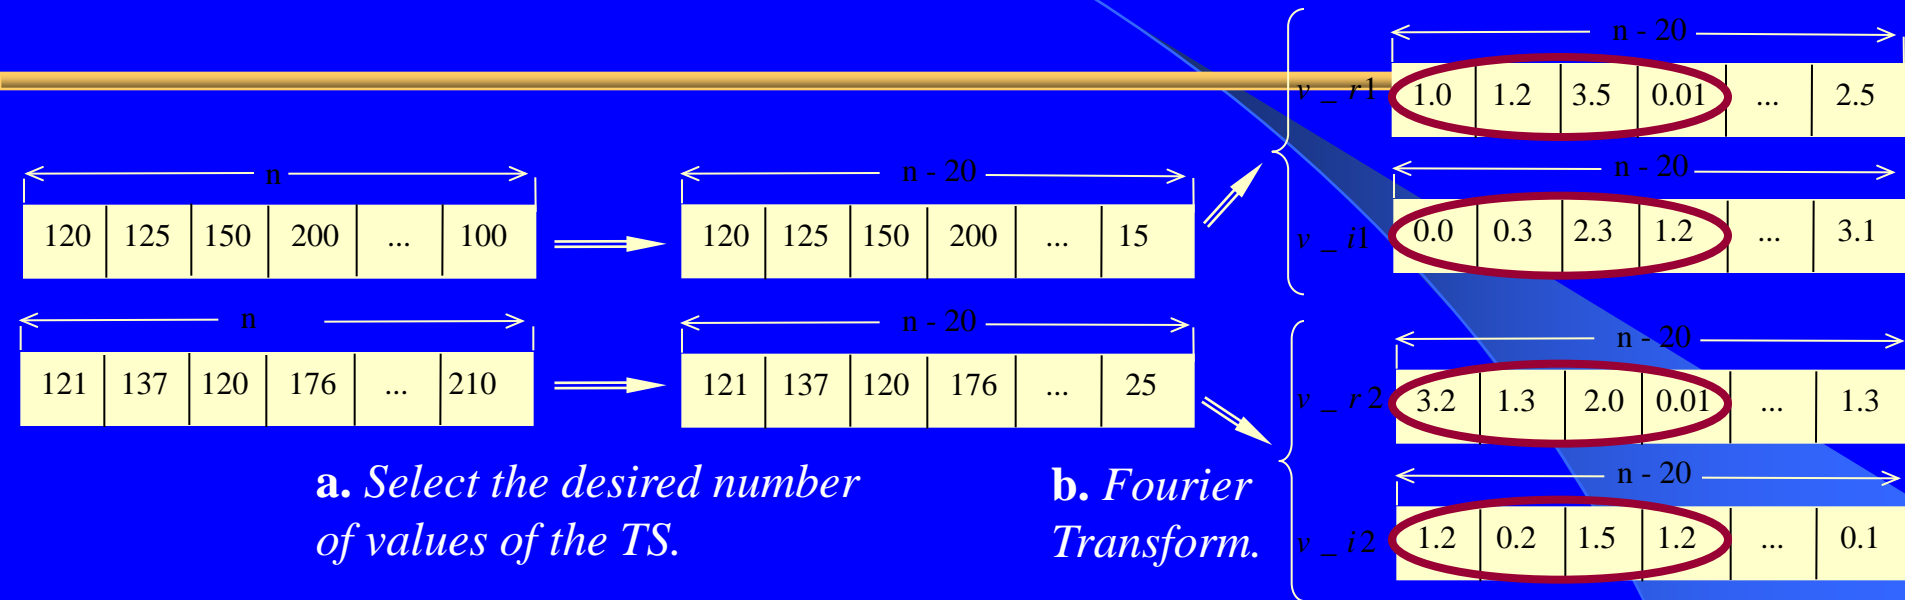 n
120 125 150 200 ... 100
n
121 137 120 176 ... 210
n - 20
120 125 150 200 ... 15
n - 20
121 137 120 176 ... 25
a. Select the desired number
of values of the TS.
b. Fourier
Transform.
n - 20
v _ r1 1.0 1.2 3.5 0.01 ... 2.5
n - 20
v _ i1 0.0 0.3 2.3 1.2 ... 3.1
n - 20
v _ r2 3.2 1.3 2.0 0.01 ... 1.3
n - 20
v _ i2 1.2 0.2 1.5 1.2 ... 0.1